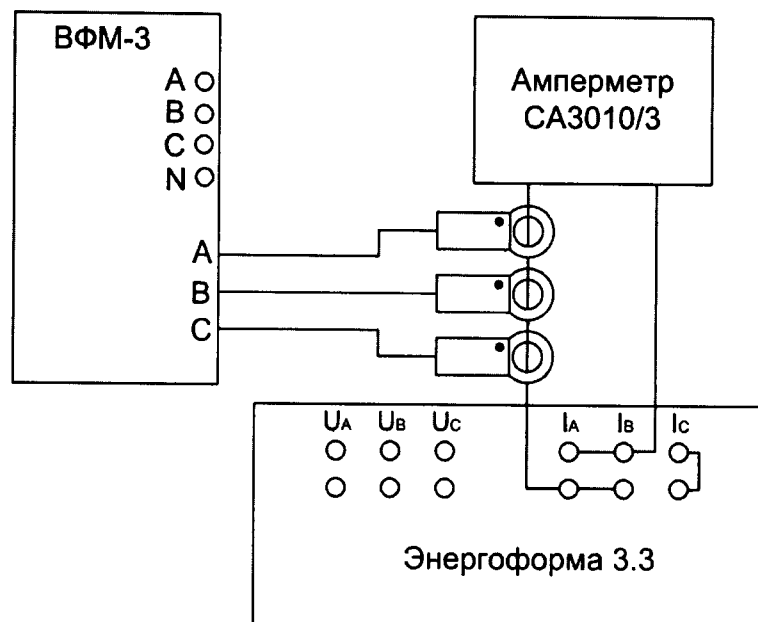 ВФМ-3
A
B
C
N
A
B
C
Амперметр
СА3010/3
UA UB UC IA IB IC
Энергоформа 3.3